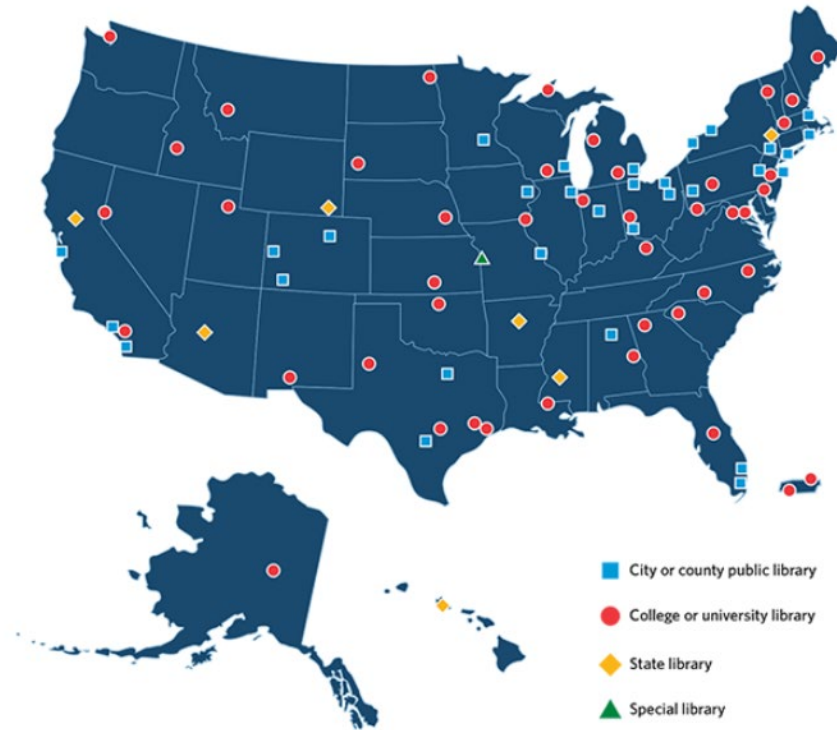 City or county public library
College or university library
State library
Special library